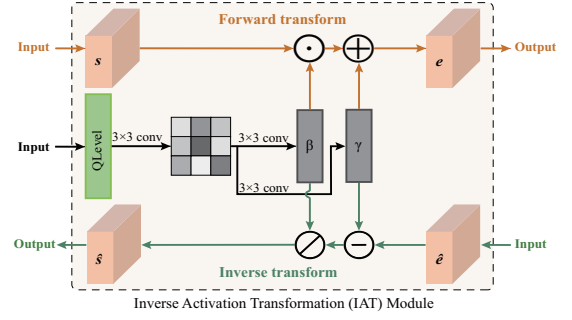 Forward transform
Input
s
e
Output
Input
QLevel
3×3 conv
3×3 conv
3×3 conv
β
γ
Output
ŝ
ê
Input
Inverse transform
Inverse Activation Transformation (IAT) Module